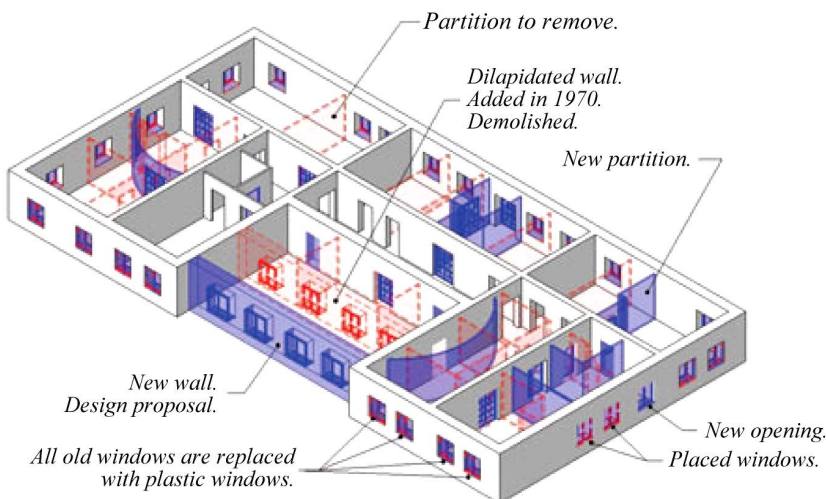 Partition to remove.
Dilapidated wall.
Added in 1970.
Demolished.
New partition.
New wall.
Design proposal.
All old windows are replaced
with plastic windows.
New opening.
Placed windows.